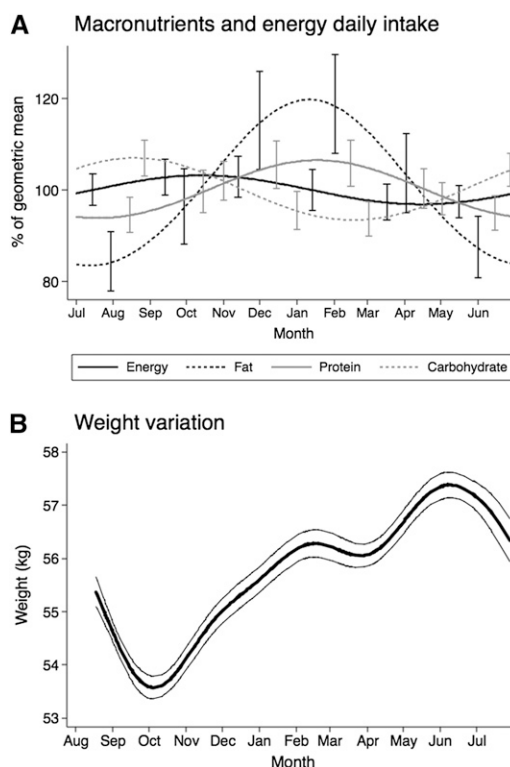 A Macronutrients and energy daily intake
% of geometric mean
120
100
80
Jul Aug Sep Oct Nov Dec Jan Feb Mar Apr May Jun
Month
Energy Fat Protein Carbohydrate
B Weight variation
Weight (kg)
58
57
56
55
54
53
Aug Sep Oct Nov Dec Jan Feb Mar Apr May Jun Jul
Month